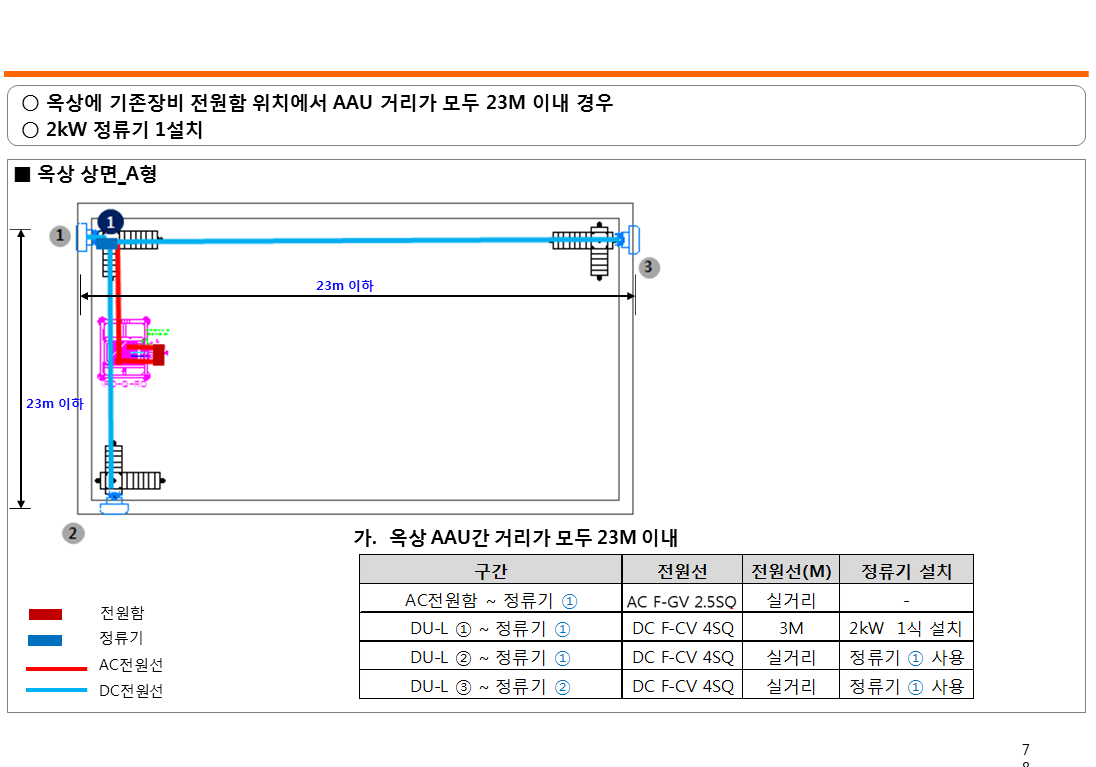 ○ 옥상에 기존장비 전원함 위치에서 AAU 거리가 모두 23M 이내 경우
○ 2kW 정류기 1설치
■ 옥상 상면_A형
1
1
3
23m 이하
23m 이하
2
가. 옥상 AAU간 거리가 모두 23M 이내
구간 전원선 전원선(M) 정류기 설치
AC전원함 ~ 정류기 ① AC F-GV 2.5SQ 실거리 -
DU-L ① ~ 정류기 ① DC F-CV 4SQ 3M 2kW 1식 설치
DU-L ② ~ 정류기 ① DC F-CV 4SQ 실거리 정류기 ① 사용
DU-L ③ ~ 정류기 ② DC F-CV 4SQ 실거리 정류기 ① 사용
전원함
정류기
AC전원선
DC전원선
7